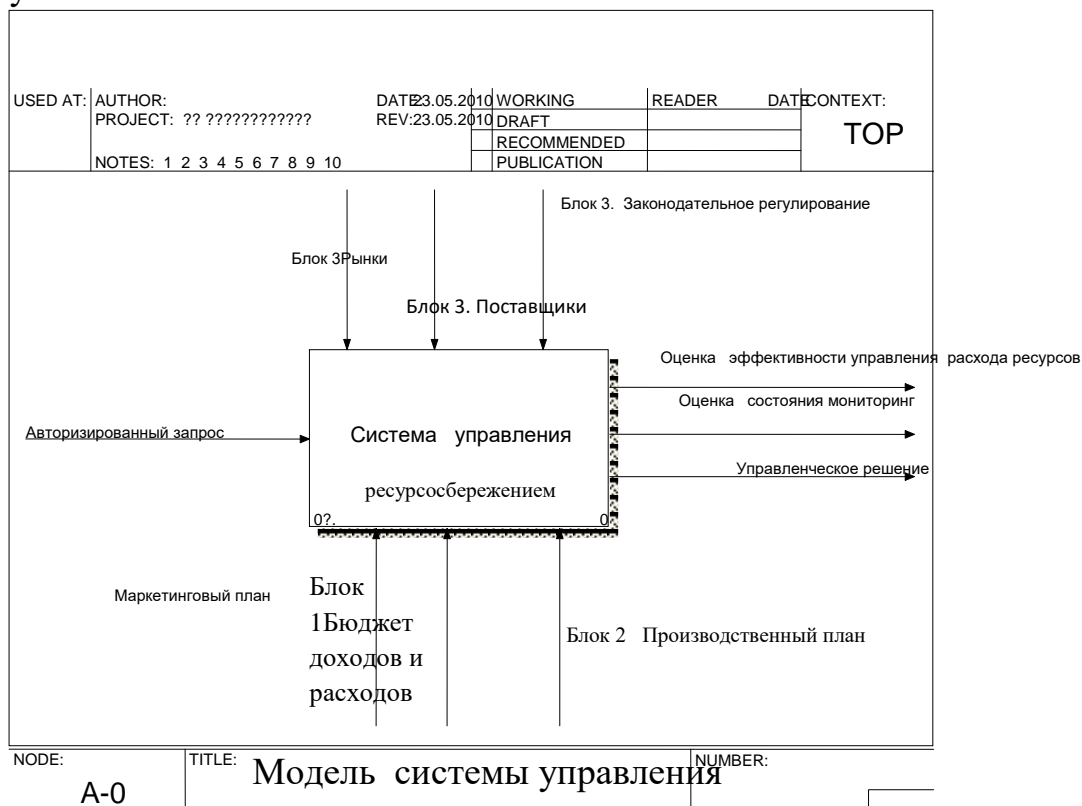 USED AT: AUTHOR: DATE: 23.05.2010 WORKING READER DATE CONTEXT:
PROJECT: ?? ???????????? REV: 23.05.2010 DRAFT
TOP
RECOMMENDED
NOTES: 1 2 3 4 5 6 7 8 9 10 PUBLICATION
Блок 3. Законодательное регулирование
Блок 3Рынки
Блок 3. Поставщики
Оценка эффективности управления расхода ресурсов
Оценка состояния мониторинг
Авторизированный запрос
Система управления
Управленческое решение
ресурсосбережением
0?. 0
Маркетинговый план
Блок
1Бюджет
доходов и
расходов
Блок 2 Производственный план
NODE: TITLE: Модель системы управления NUMBER:
A-0